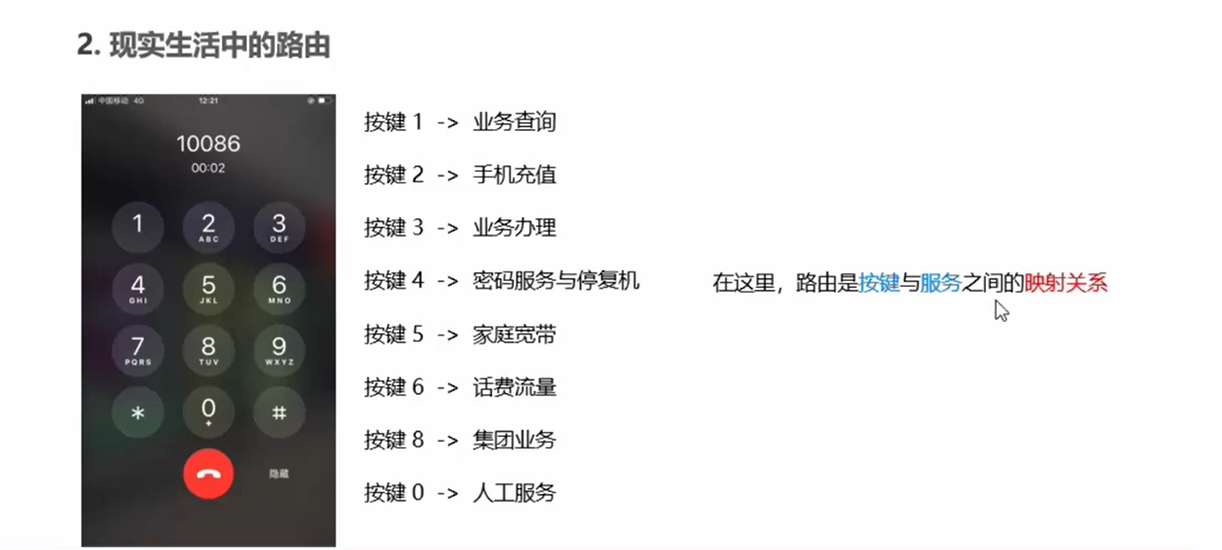 2. 现实生活中的路由
中国移动 4G 12:21
10086
00:02
1 2 3
ABC DEF
4 5 6
GHI JKL MNO
7 8 9
PQRS TUV WXYZ
* 0 #
+
隐藏
按键 1 -> 业务查询
按键 2 -> 手机充值
按键 3 -> 业务办理
按键 4 -> 密码服务与停复机
按键 5 -> 家庭宽带
按键 6 -> 话费流量
按键 8 -> 集团业务
按键 0 -> 人工服务
在这里，路由是按键与服务之间的映射关系